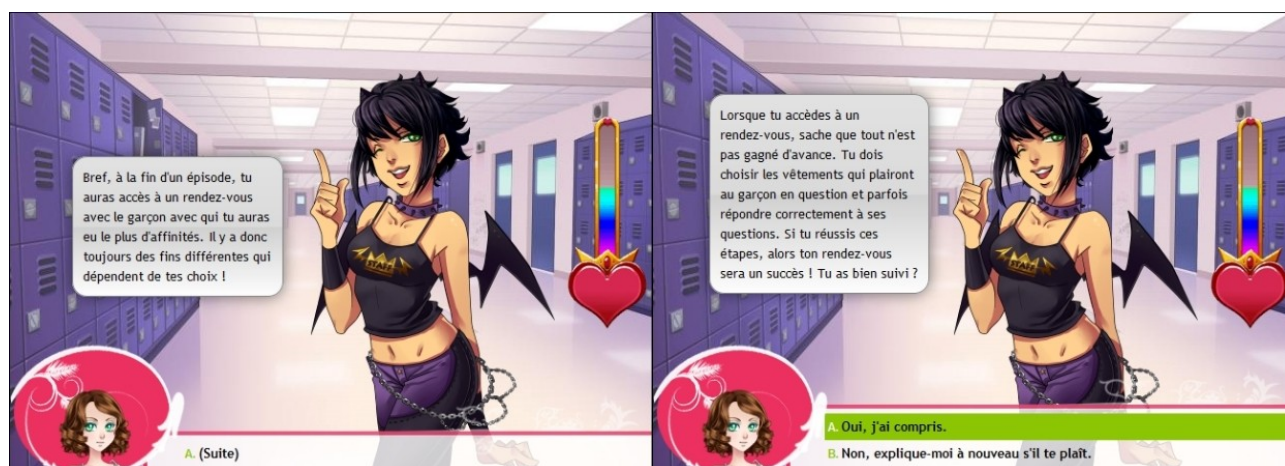 Bref, à la fin d'un épisode, tu
auras accès à un rendez-vous
avec le garçon avec qui tu auras
eu le plus d'affinités. Il y a donc
toujours des fins différentes qui
dépendent de tes choix !
A. (Suite)
Lorsque tu accèdes à un
rendez-vous, sache que tout n'est
pas gagné d'avance. Tu dois
choisir les vêtements qui plairont
au garçon en question et parfois
répondre correctement à ses
questions. Si tu réussis ces
étapes, alors ton rendez-vous
sera un succès ! Tu as bien suivi ?
A. Oui, j'ai compris.
B. Non, explique-moi à nouveau s'il te plaît.